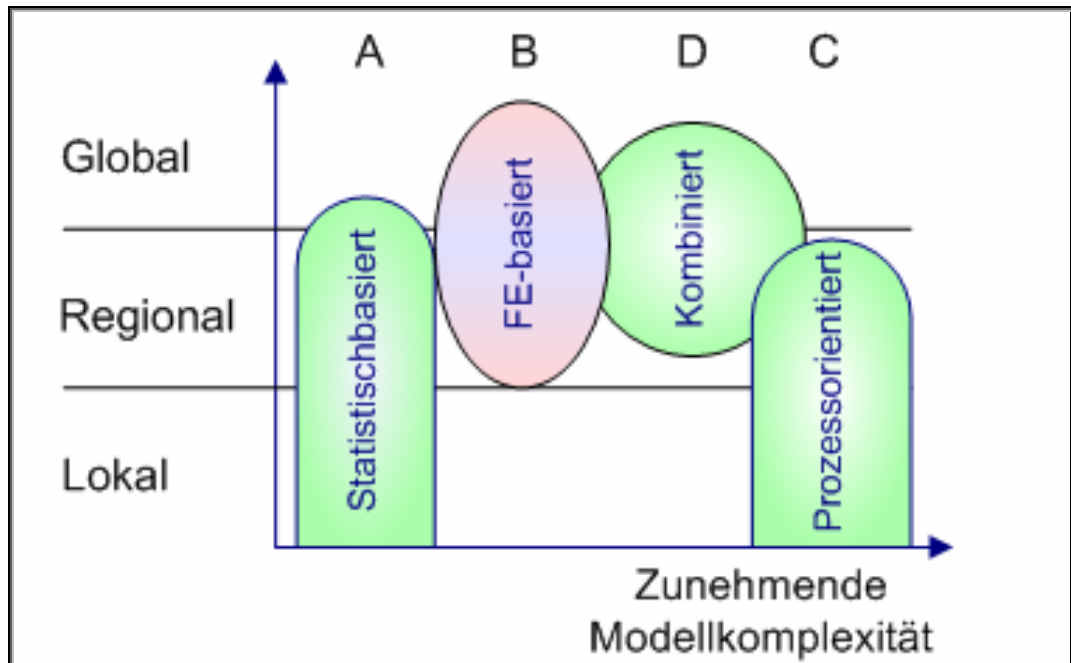 A B D C
Global
Regional
Lokal
Statistischbasiert
FE-basiert
Kombiniert
Prozessorientiert
Zunehmende
Modellkomplexität